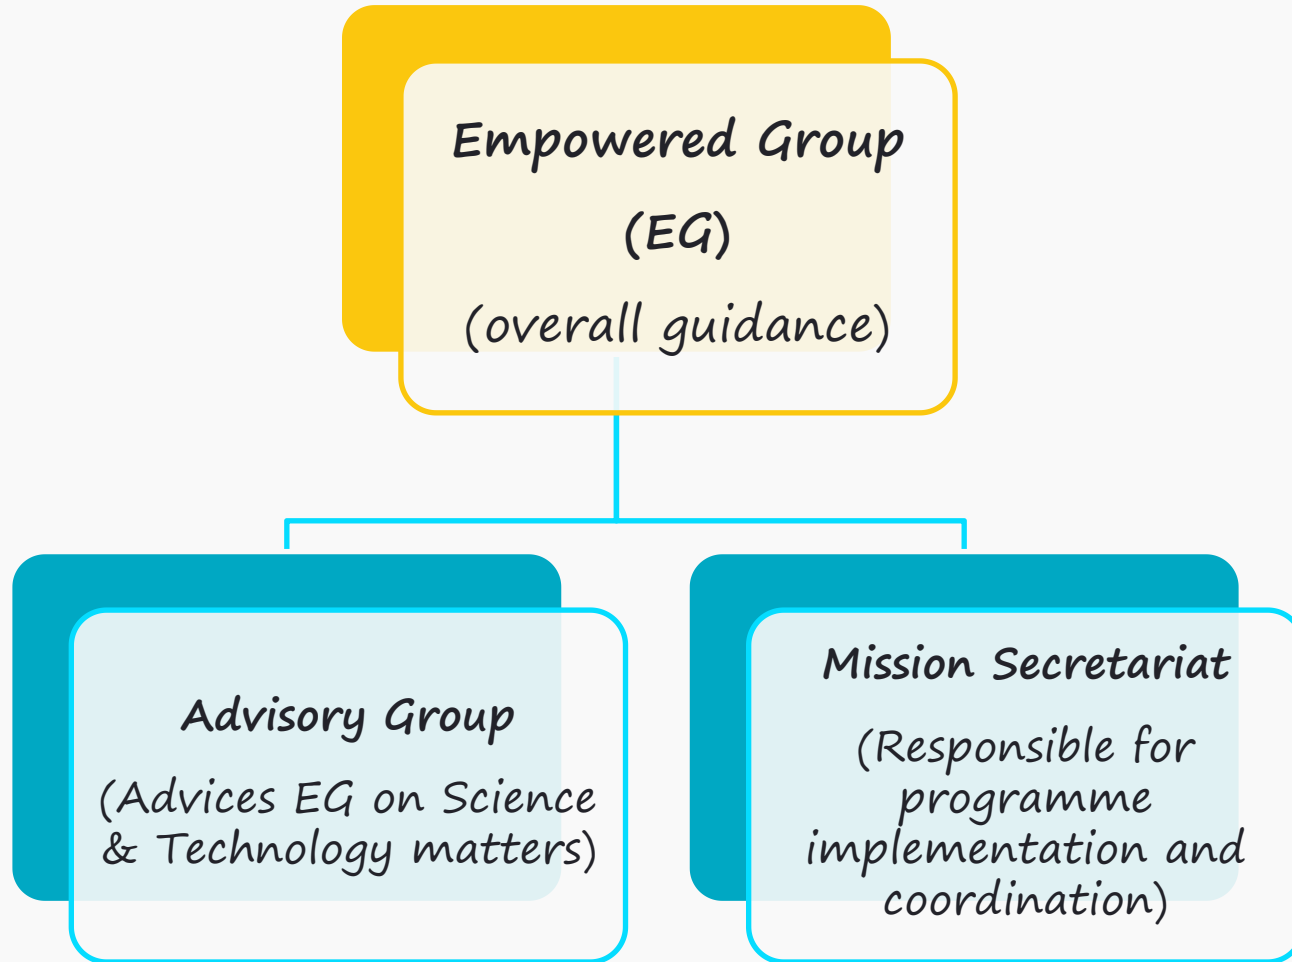 Empowered Group
(EG)
(overall guidance)
Advisory Group
(Advices EG on Science
& Technology matters)
Mission Secretariat
(Responsible for
programme
implementation and
coordination)